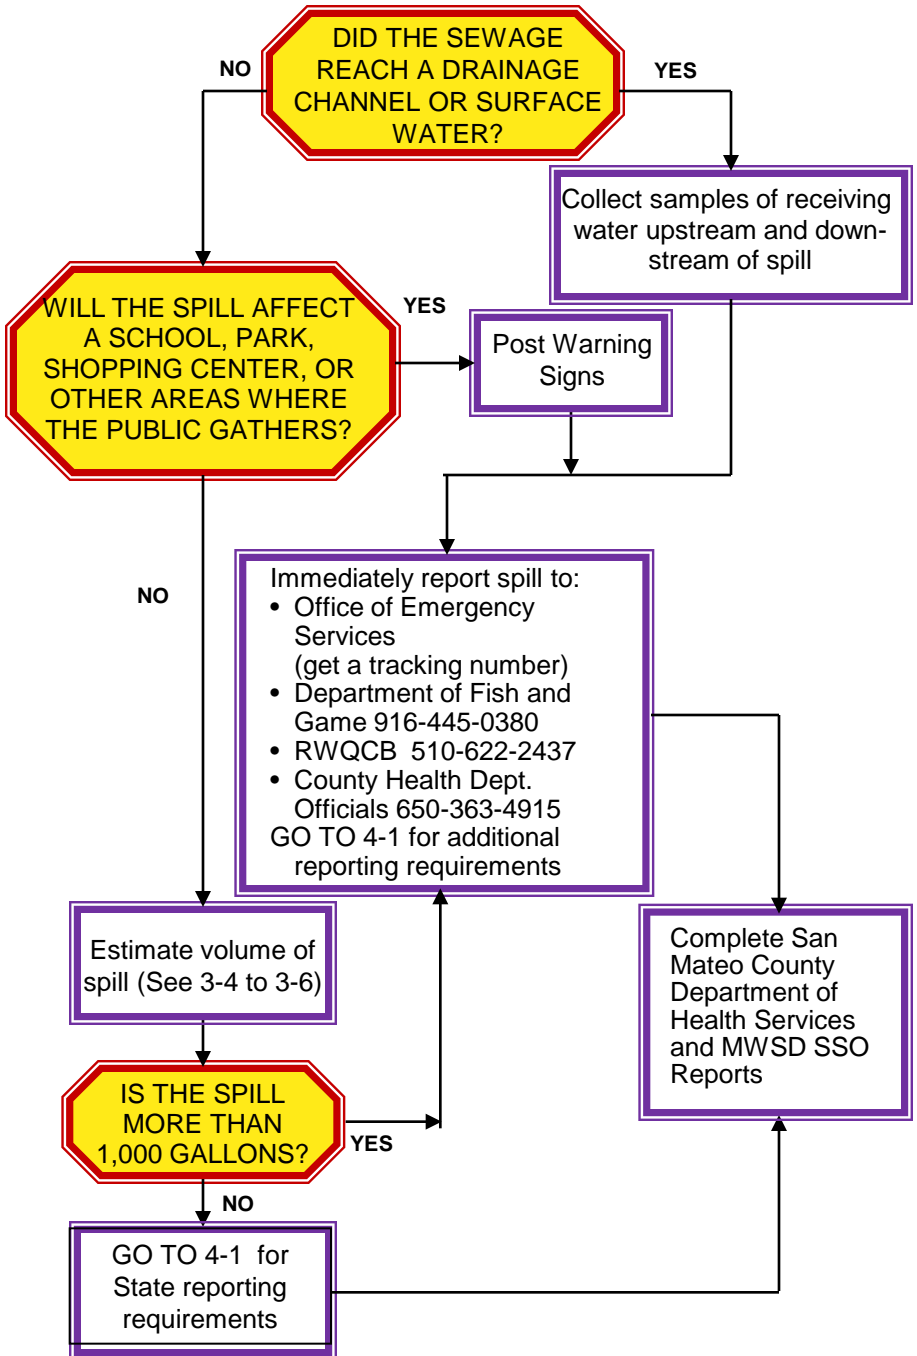 DID THE SEWAGE
REACH A DRAINAGE
CHANNEL OR SURFACE
WATER?
NO
YES
Collect samples of receiving
water upstream and down-
stream of spill
WILL THE SPILL AFFECT
A SCHOOL, PARK,
SHOPPING CENTER, OR
OTHER AREAS WHERE
THE PUBLIC GATHERS?
YES
Post Warning
Signs
NO
Immediately report spill to:
• Office of Emergency
Services
(get a tracking number)
• Department of Fish and
Game 916-445-0380
• RWQCB 510-622-2437
• County Health Dept.
Officials 650-363-4915
GO TO 4-1 for additional
reporting requirements
Estimate volume of
spill (See 3-4 to 3-6)
Complete San
Mateo County
Department of
Health Services
and MWSD SSO
Reports
IS THE SPILL
MORE THAN
1,000 GALLONS?
YES
NO
GO TO 4-1 for
State reporting
requirements